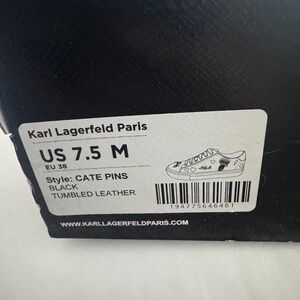 Karl Lagerfeld Paris
US 7.5 M
EU 38
Style: CATE PINS
BLACK
TUMBLED LEATHER
194775646461
WWW.KARLLAGERFELDPARIS.COM